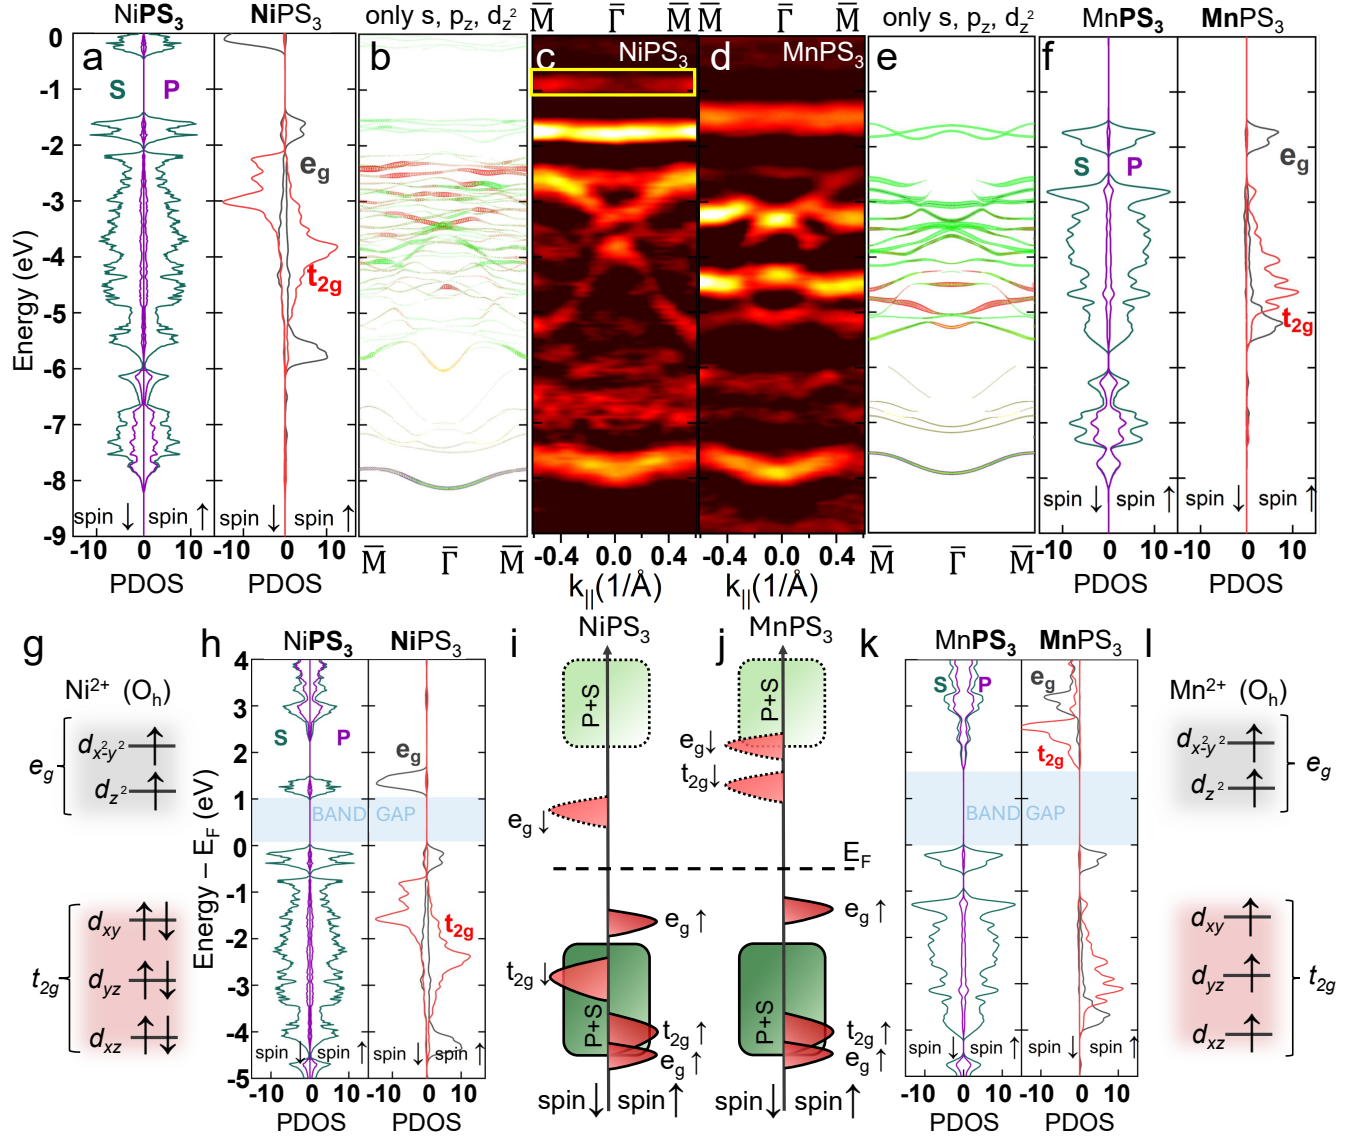 NiPS3 NiPS3 only s, pz, dz2 M̅ Γ̅ M̅ M̅ Γ̅ M̅ only s, pz, dz2 MnPS3 MnPS3
a b c NiPS3 d MnPS3 e f
S P eg t2g
S P eg t2g
Energy (eV)
0
-1
-2
-3
-4
-5
-6
-7
-8
-9
spin ↓ spin ↑ spin ↓ spin ↑ spin ↓ spin ↑ spin ↓ spin ↑
-10 0 10 -10 0 10 M̅ Γ̅ M̅ -0.4 0.0 0.4 -0.4 0.0 0.4 M̅ Γ̅ M̅ -10 0 10 -10 0 10
PDOS PDOS k||(1/Å) k||(1/Å) PDOS PDOS
g
Ni2+ (Oh)
eg
dx2-y2
dz2
t2g
dxy
dyz
dxz
h NiPS3 NiPS3
Energy – EF (eV)
4
3
2
1
0
-1
-2
-3
-4
-5
S P eg
BAND GAP
t2g
spin ↓ spin ↑ spin ↓ spin ↑
-10 0 10 -10 0 10
PDOS PDOS
i NiPS3
P+S
eg ↓
eg ↑
t2g ↓
P+S
t2g ↑
eg ↑
spin ↓ spin ↑
j MnPS3
P+S
eg ↓
t2g ↓
EF
eg ↑
P+S
t2g ↑
eg ↑
spin ↓ spin ↑
k MnPS3 MnPS3
S P eg
t2g
BAND GAP
spin ↓ spin ↑ spin ↓ spin ↑
-10 0 10 -10 0 10
PDOS PDOS
l
Mn2+ (Oh)
dx2-y2
dz2
eg
dxy
dyz
dxz
t2g